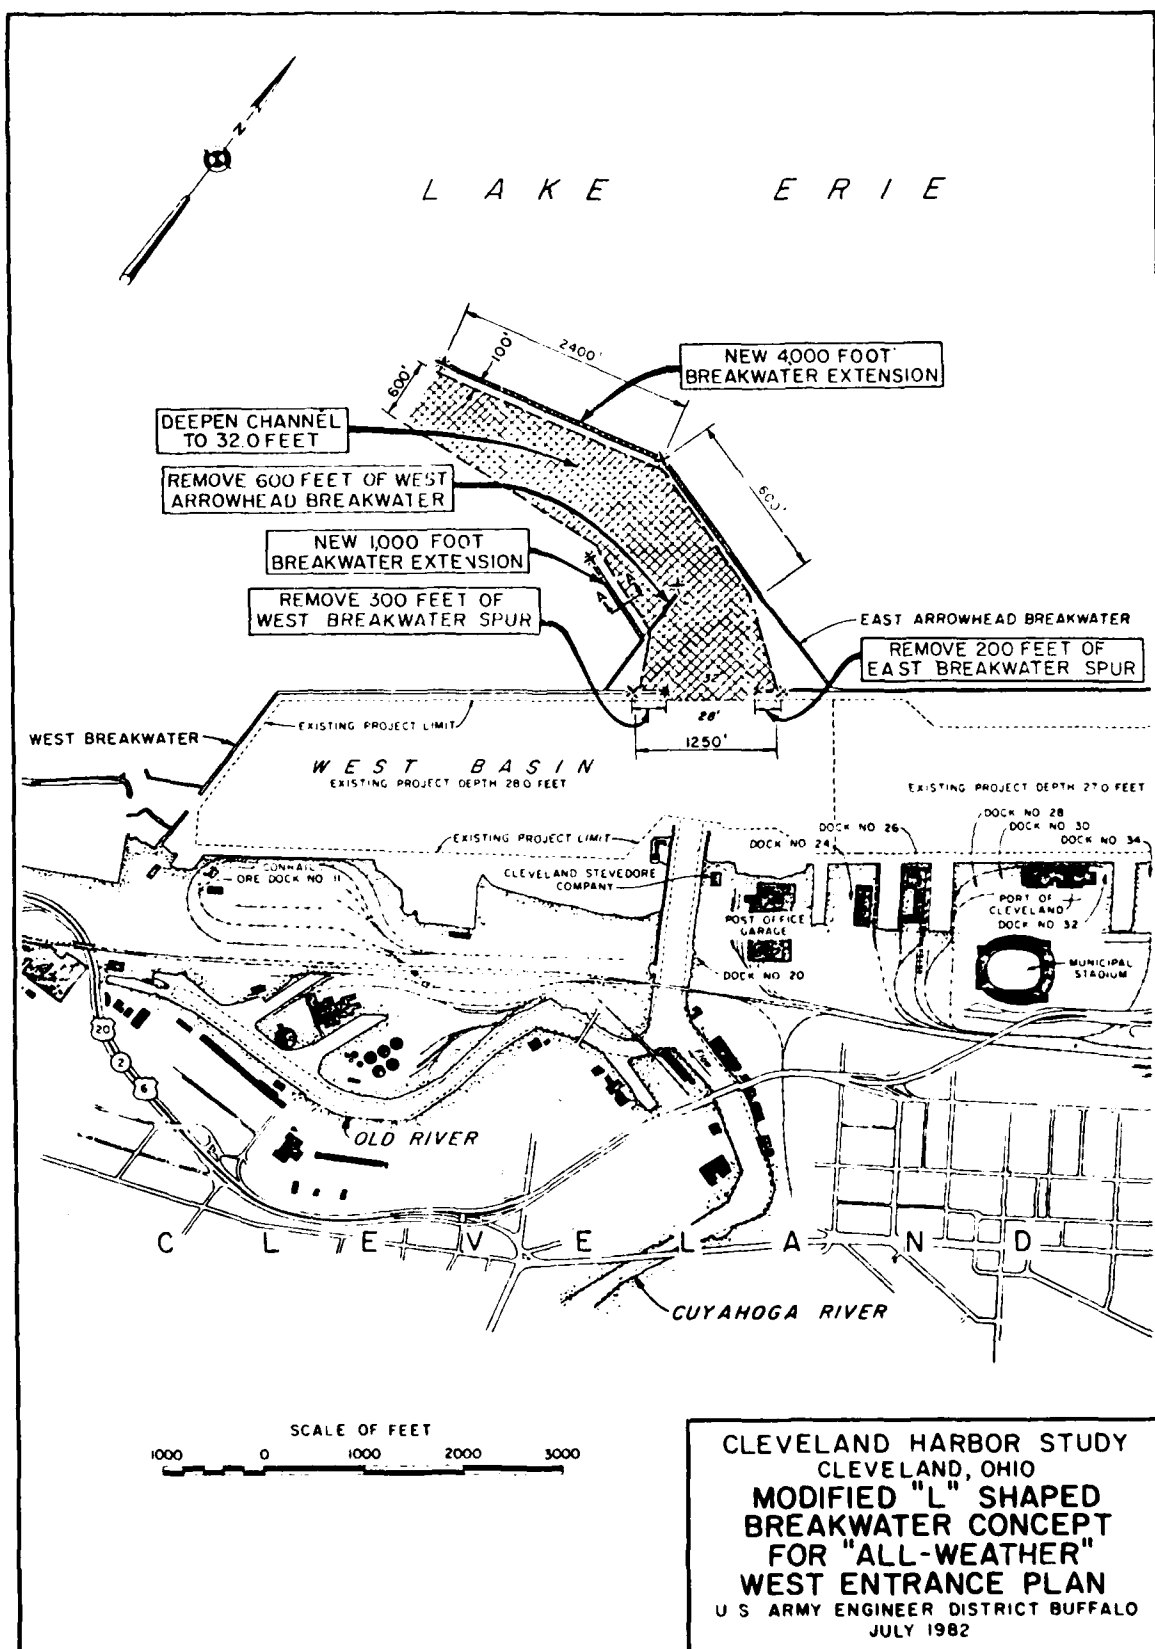 N
LAKE ERIE
2400'
100'
600'
NEW 4,000 FOOT
BREAKWATER EXTENSION
DEEPEN CHANNEL
TO 32.0 FEET
REMOVE 600 FEET OF WEST
ARROWHEAD BREAKWATER
NEW 1,000 FOOT
BREAKWATER EXTENSION
A
A
REMOVE 300 FEET OF
WEST BREAKWATER SPUR
EAST ARROWHEAD BREAKWATER
REMOVE 200 FEET OF
EAST BREAKWATER SPUR
32'
28'
1250'
EXISTING PROJECT LIMIT
WEST BREAKWATER
WEST BASIN
EXISTING PROJECT DEPTH 28.0 FEET
EXISTING PROJECT DEPTH 27.0 FEET
DOCK NO 28
DOCK NO 30
DOCK NO 26
DOCK NO 34
EXISTING PROJECT LIMIT
DOCK NO 24
CONRAIL
ORE DOCK NO 11
CLEVELAND STEVEDORE
COMPANY
POST OFFICE
GARAGE
PORT OF
CLEVELAND
DOCK NO 32
MUNICIPAL
STADIUM
DOCK NO 20
20
2
6
OLD RIVER
CLEVELAND
CUYAHOGA RIVER
SCALE OF FEET
1000 0 1000 2000 3000
CLEVELAND HARBOR STUDY
CLEVELAND, OHIO
MODIFIED "L" SHAPED
BREAKWATER CONCEPT
FOR "ALL-WEATHER"
WEST ENTRANCE PLAN
U S ARMY ENGINEER DISTRICT BUFFALO
JULY 1982